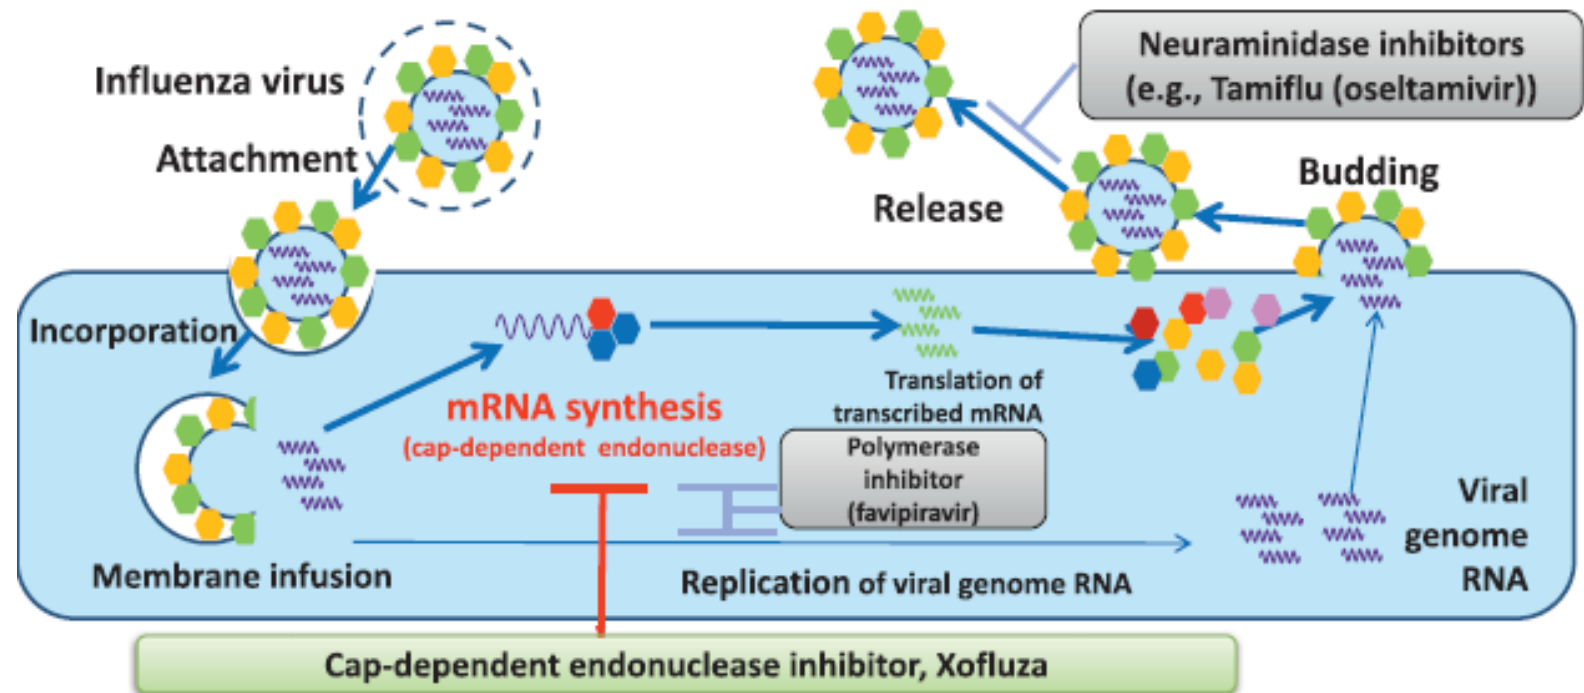 Influenza virus
Attachment
Incorporation
Membrane infusion
mRNA synthesis
(cap-dependent endonuclease)
Translation of
transcribed mRNA
Polymerase
inhibitor
(favipiravir)
Replication of viral genome RNA
Viral
genome
RNA
Budding
Release
Neuraminidase inhibitors
(e.g., Tamiflu (oseltamivir))
Cap-dependent endonuclease inhibitor, Xofluza